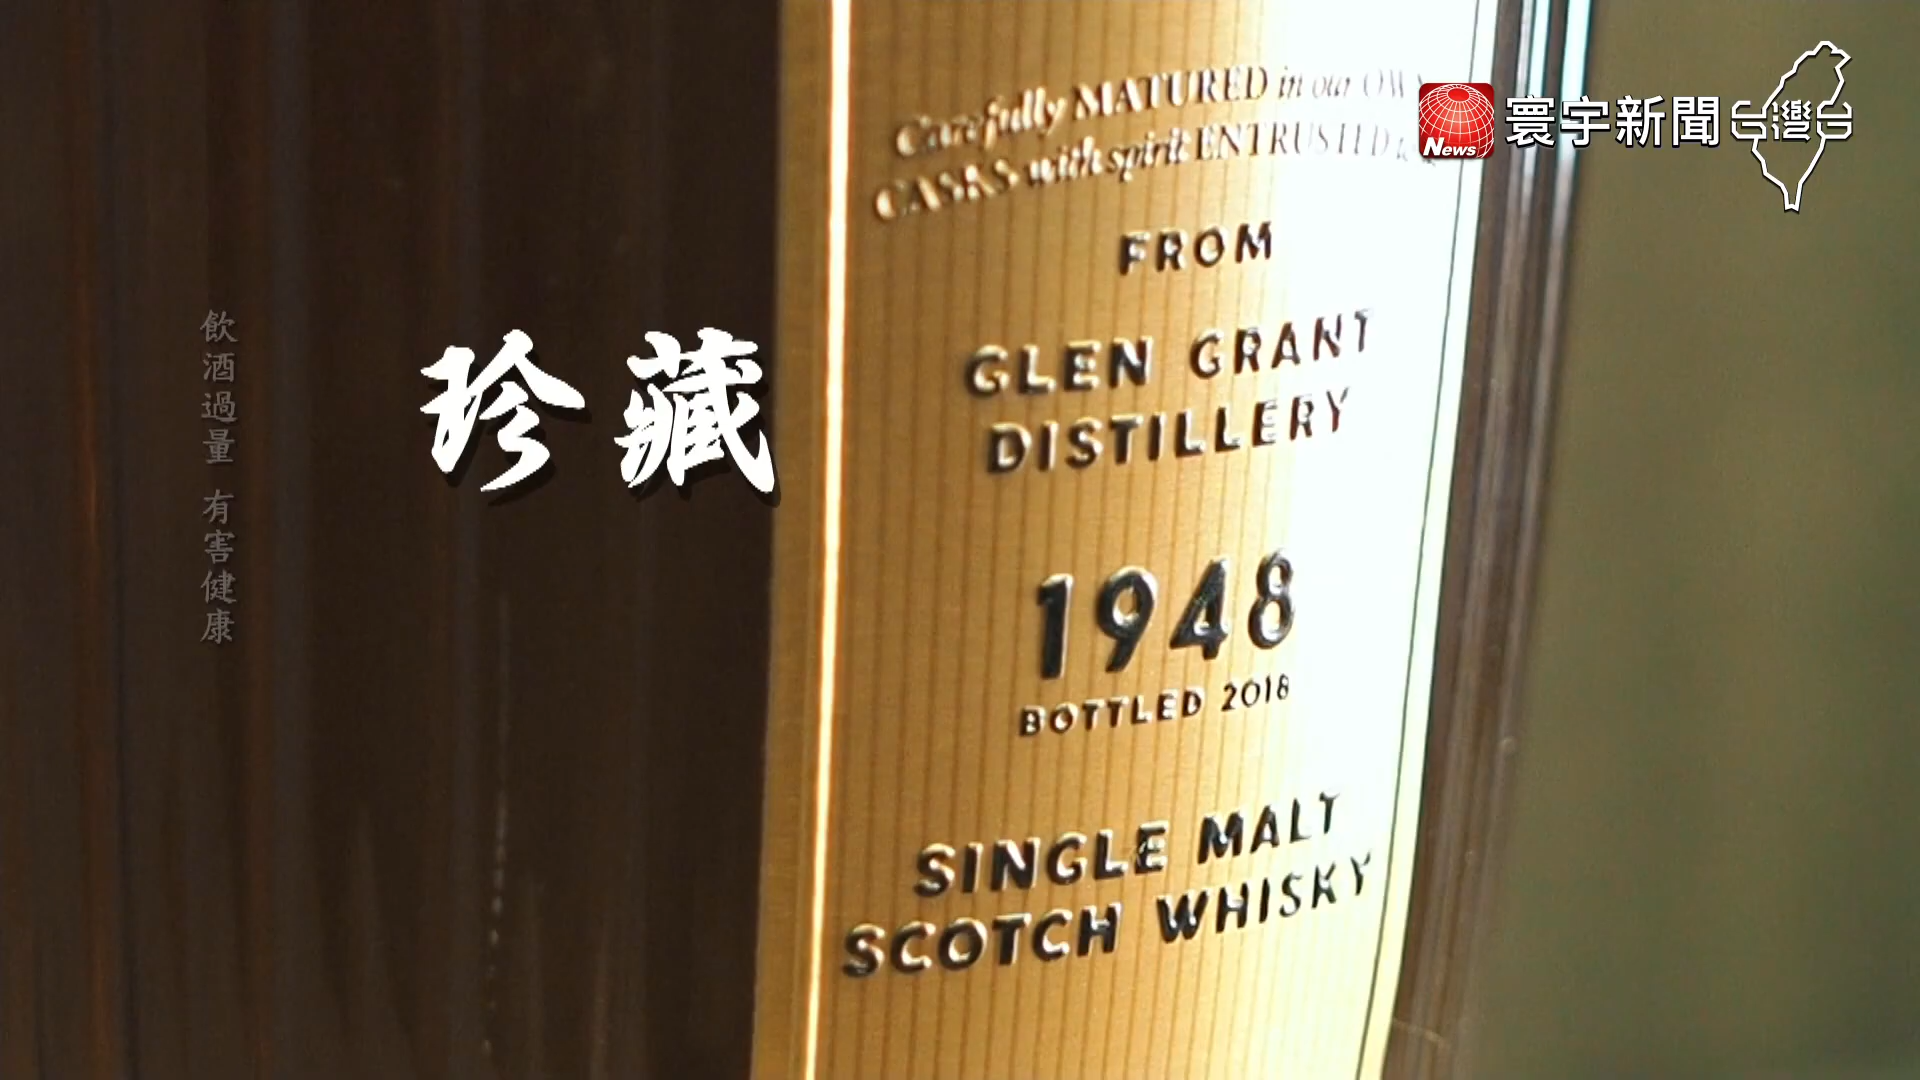 Carefully MATURED in our
CASKS with spirit ENTRUSTED
FROM
GLEN GRANT
DISTILLERY
1948
BOTTLED 2018
SINGLE MALT
SCOTCH WHISKY
珍藏
飲酒過量 有害健康
News
寰宇新聞 台灣台